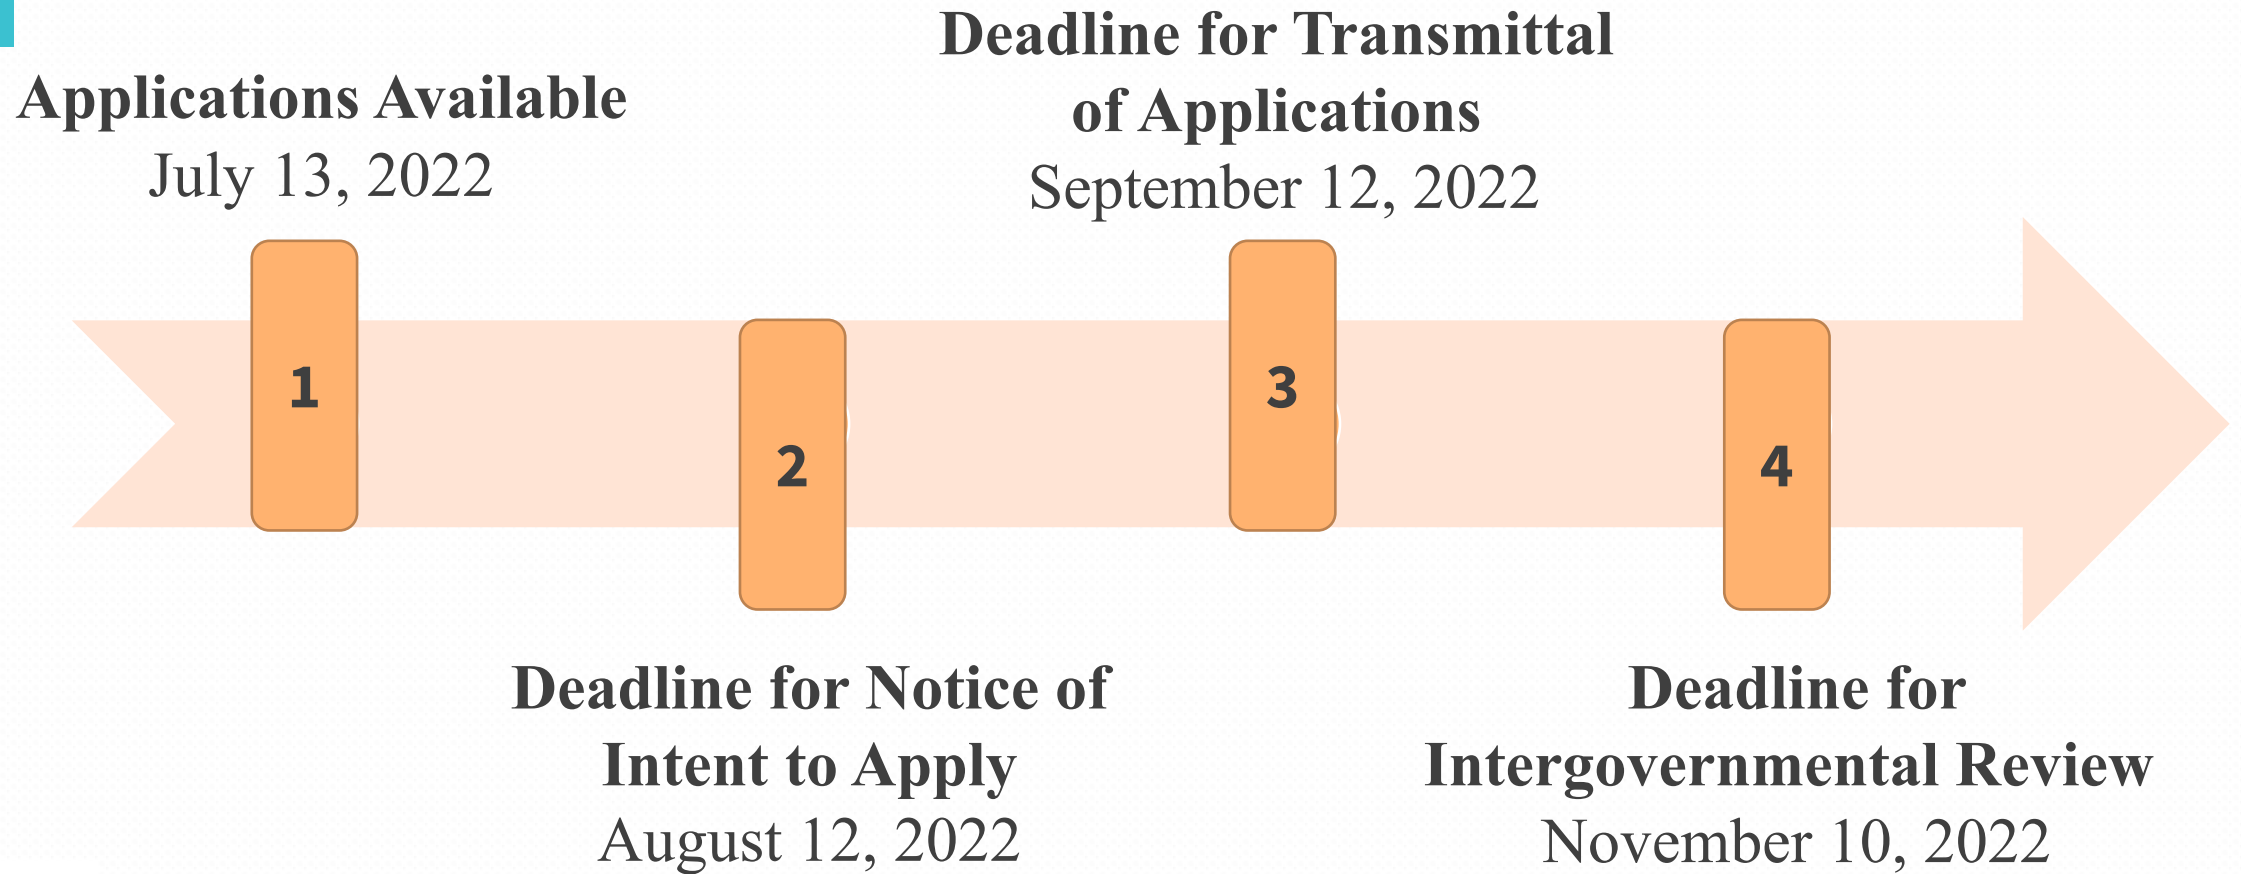 Applications Available
July 13, 2022
1
Deadline for Notice of
Intent to Apply
August 12, 2022
2
Deadline for Transmittal
of Applications
September 12, 2022
3
Deadline for
Intergovernmental Review
November 10, 2022
4